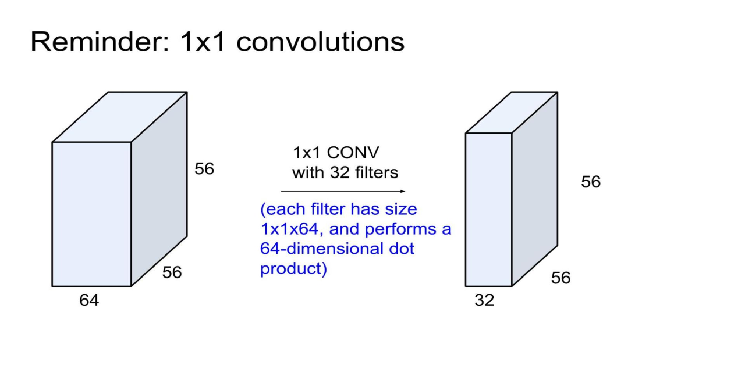 Reminder: 1x1 convolutions
56
56
64
1x1 CONV
with 32 filters
(each filter has size
1x1x64, and performs a
64-dimensional dot
product)
56
56
32